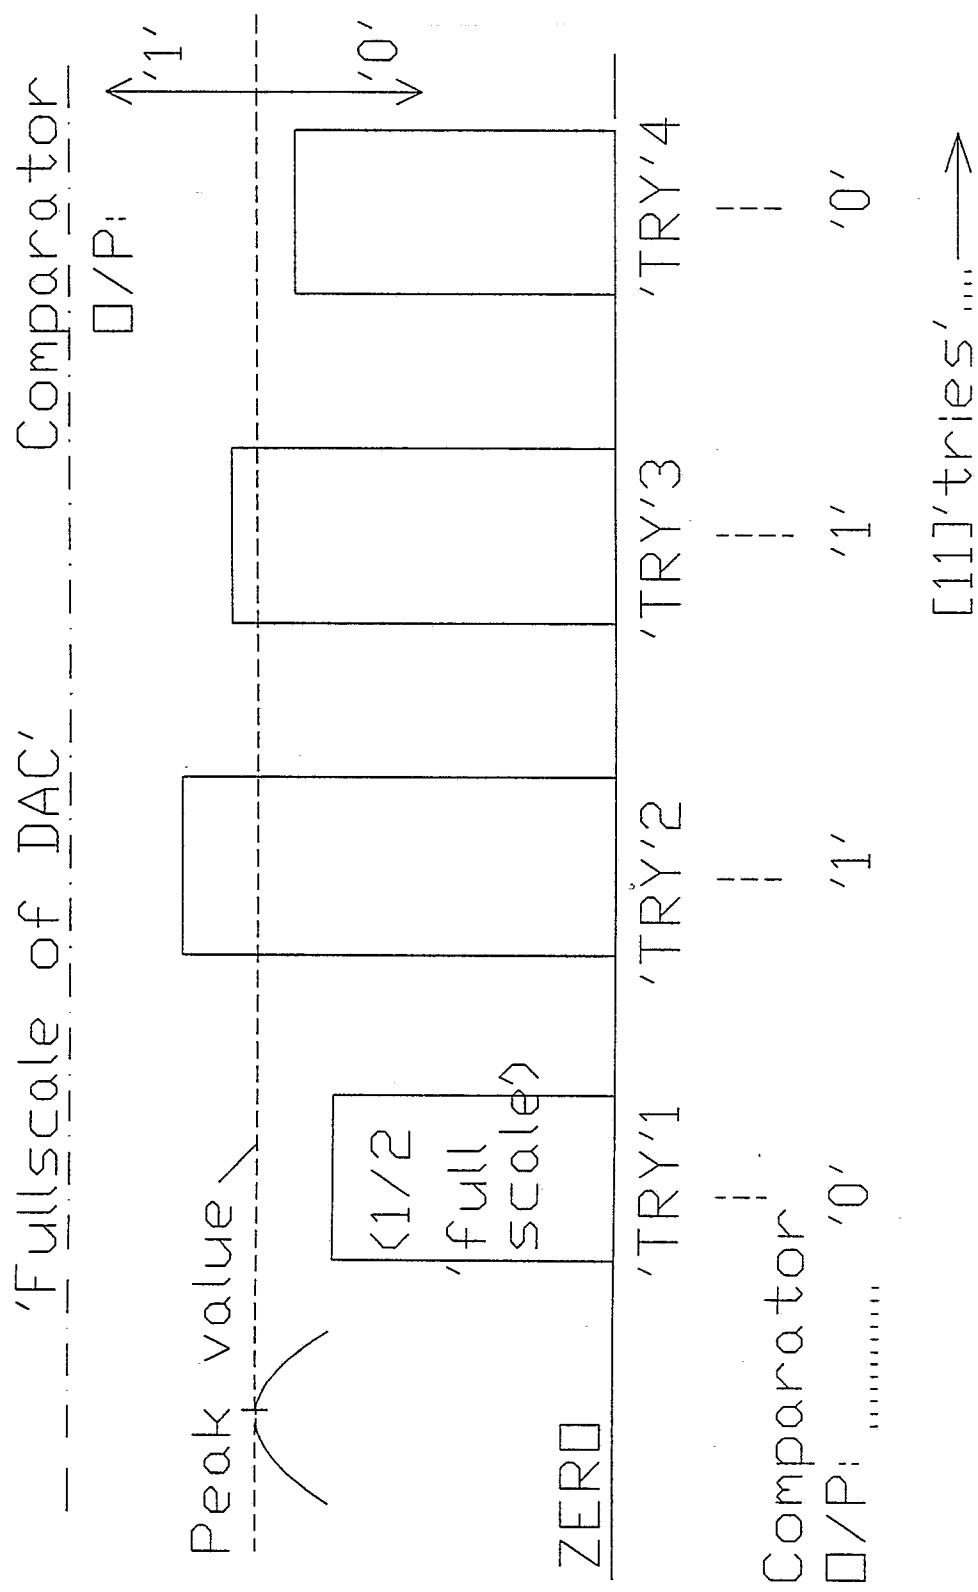 'Fullscale of DAC'
Comparator
O/P:
'1'
'0'
Peak value
(1/2
'full
scale')
ZERO
'TRY'1
'TRY'2
'TRY'3
'TRY'4
Comparator
O/P: '0' '1' '1' '0'
[11]'tries'.....